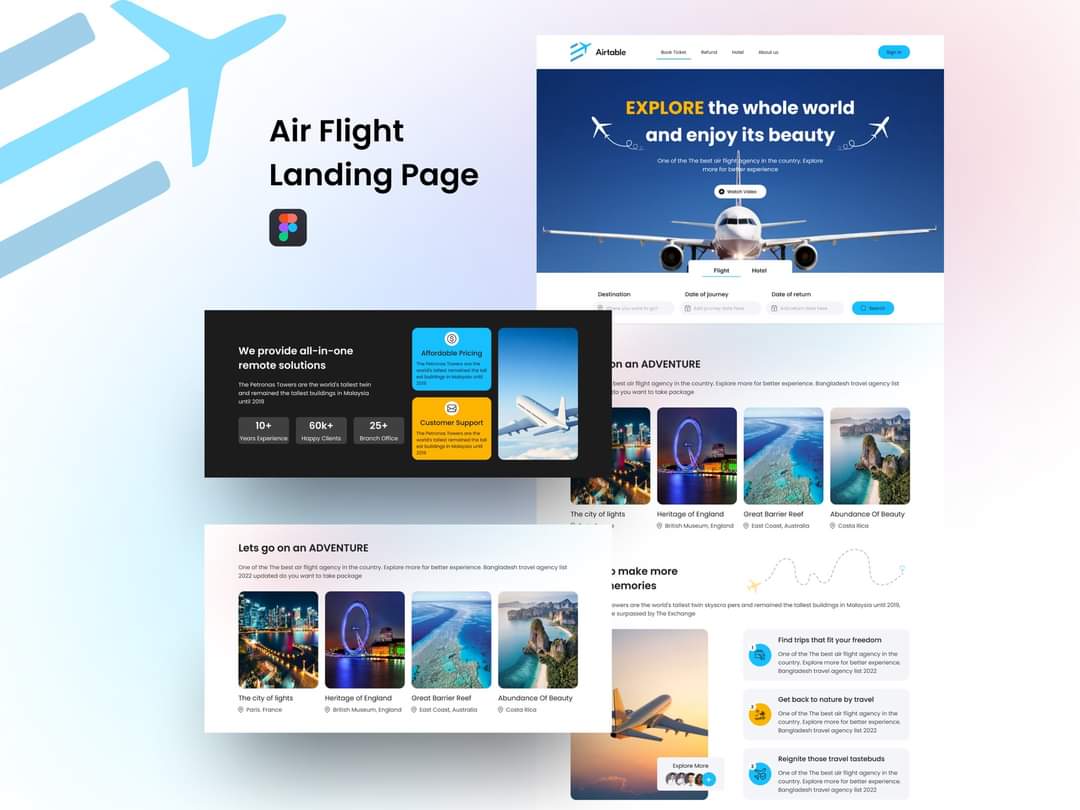 Air Flight
Landing Page
Airtable
Book Ticket
Refund
Hotel
About us
Sign In
EXPLORE the whole world
and enjoy its beauty
One of the The best air flight agency in the country. Explore
more for better experience
Watch Video
Flight
Hotel
Destination
Date of journey
Date of return
Where you want to go?
Add journey date here
Add return date here
Search
We provide all-in-one
remote solutions
The Petronas Towers are the world's tallest twin
and remained the tallest buildings in Malaysia
until 2019
10+
Years Experience
60k+
Happy Clients
25+
Branch Office
Affordable Pricing
The Petronas Towers are the
world's tallest remained the tall
est buildings in Malaysia until
2019
Customer Support
The Petronas Towers are the
world's tallest remained the tall
est buildings in Malaysia until
2019
on an ADVENTURE
best air flight agency in the country. Explore more for better experience. Bangladesh travel agency list
you want to take package
The city of lights
Heritage of England
British Museum, England
Great Barrier Reef
East Coast, Australia
Abundance Of Beauty
Costa Rica
Lets go on an ADVENTURE
One of the The best air flight agency in the country. Explore more for better experience. Bangladesh travel agency list
2022 updated do you want to take package
The city of lights
Paris, France
Heritage of England
British Museum, England
Great Barrier Reef
East Coast, Australia
Abundance Of Beauty
Costa Rica
make more
memories
owers are the world's tallest twin skyscra pers and remained the tallest buildings in Malaysia until 2019,
e surpassed by The Exchange
Explore More
1
Find trips that fit your freedom
One of the The best air flight agency in the
country. Explore more for better experience.
Bangladesh travel agency list 2022
Get back to nature by travel
One of the The best air flight agency in the
country. Explore more for better experience.
Bangladesh travel agency list 2022
Reignite those travel tastebuds
One of the The best air flight agency in the
country. Explore more for better experience.
Bangladesh travel agency list 2022